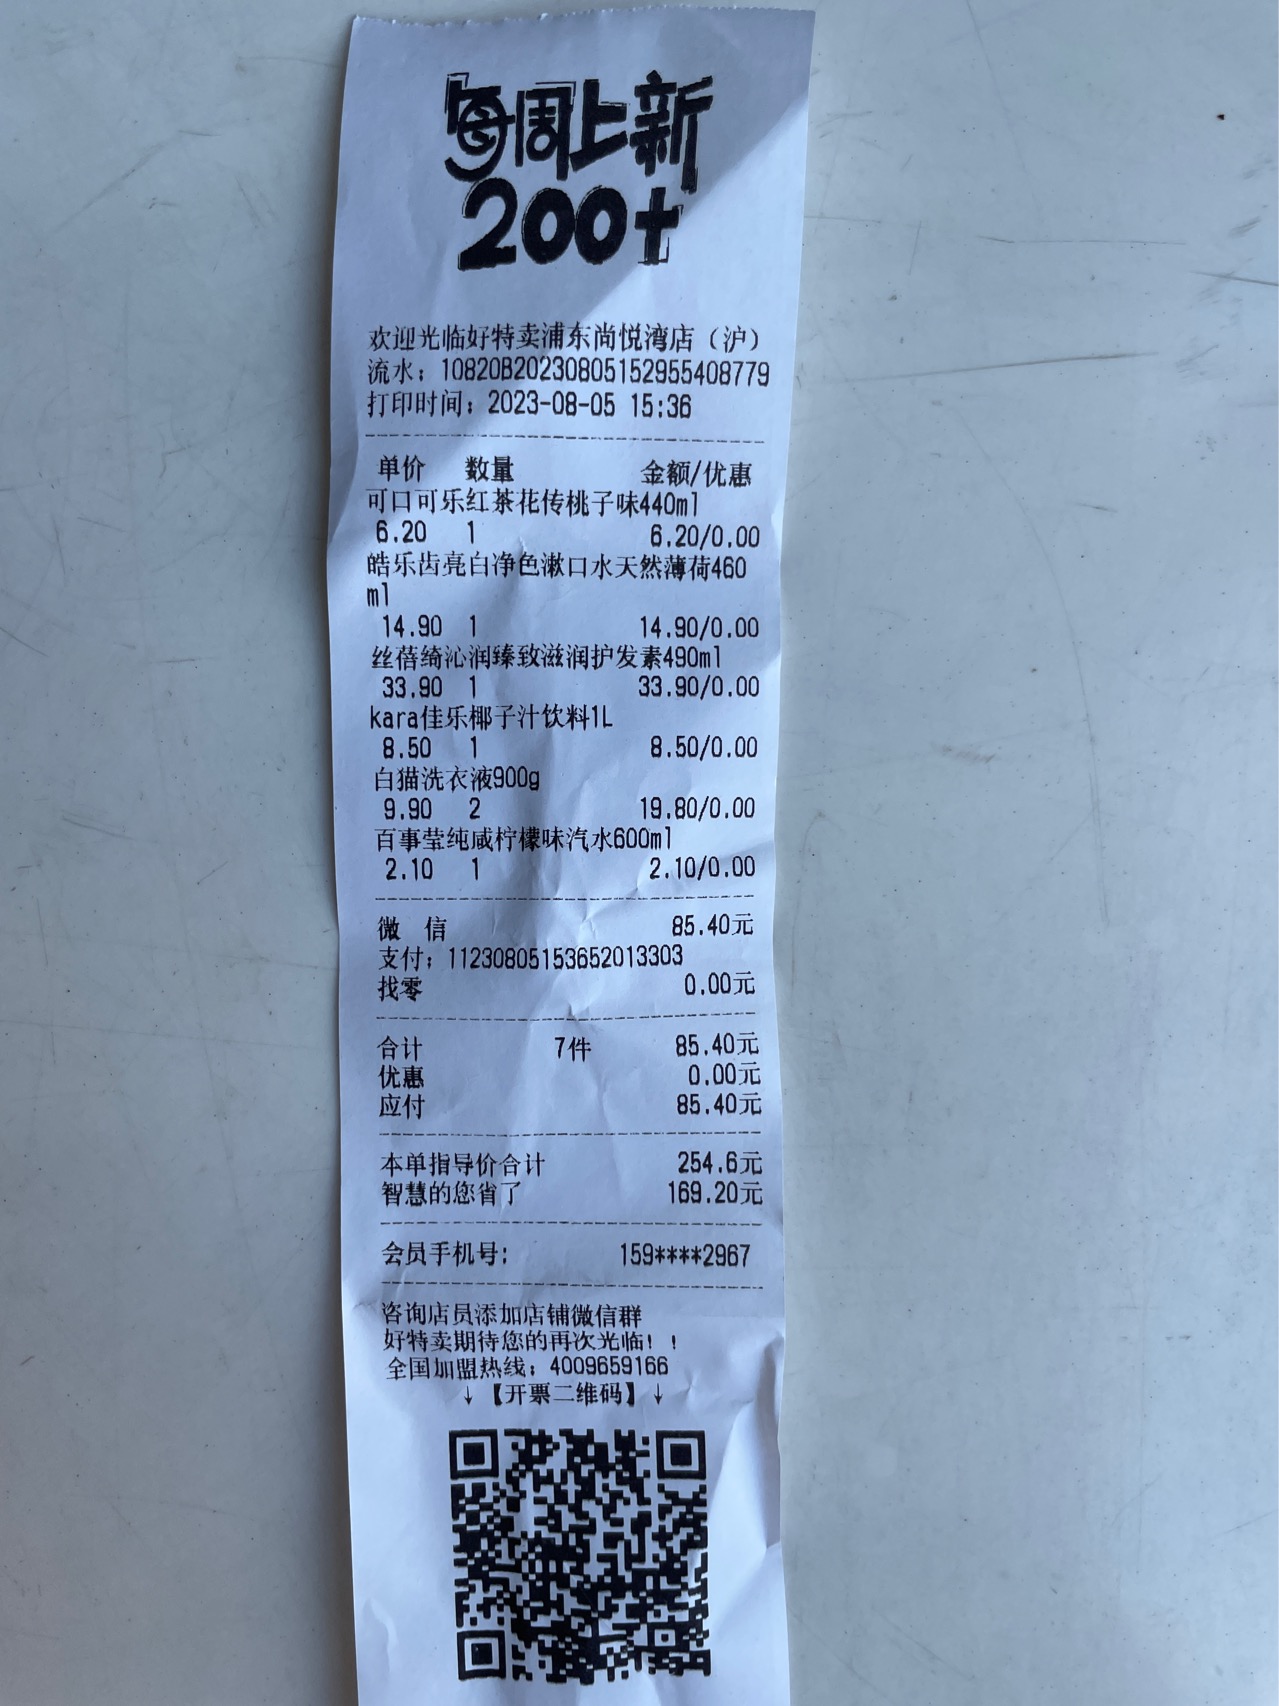 每周上新
200+
欢迎光临好特卖浦东尚悦湾店（沪）
流水：10820B20230805152955408779
打印时间：2023-08-05 15:36
单价 数量 金额/优惠
可口可乐红茶花传桃子味440ml
6.20 1 6.20/0.00
皓乐齿亮白净色漱口水天然薄荷460
ml
14.90 1 14.90/0.00
丝蓓绮沁润臻致滋润护发素490ml
33.90 1 33.90/0.00
kara佳乐椰子汁饮料1L
8.50 1 8.50/0.00
白猫洗衣液900g
9.90 2 19.80/0.00
百事莹纯咸柠檬味汽水600ml
2.10 1 2.10/0.00
微 信 85.40元
支付：112308051536520133​03
找零 0.00元
合计 7件 85.40元
优惠 0.00元
应付 85.40元
本单指导价合计 254.6元
智慧的您省了 169.20元
会员手机号: 159****2967
咨询店员添加店铺微信群
好特卖期待您的再次光临！！
全国加盟热线：4009659166
↓【开票二维码】↓